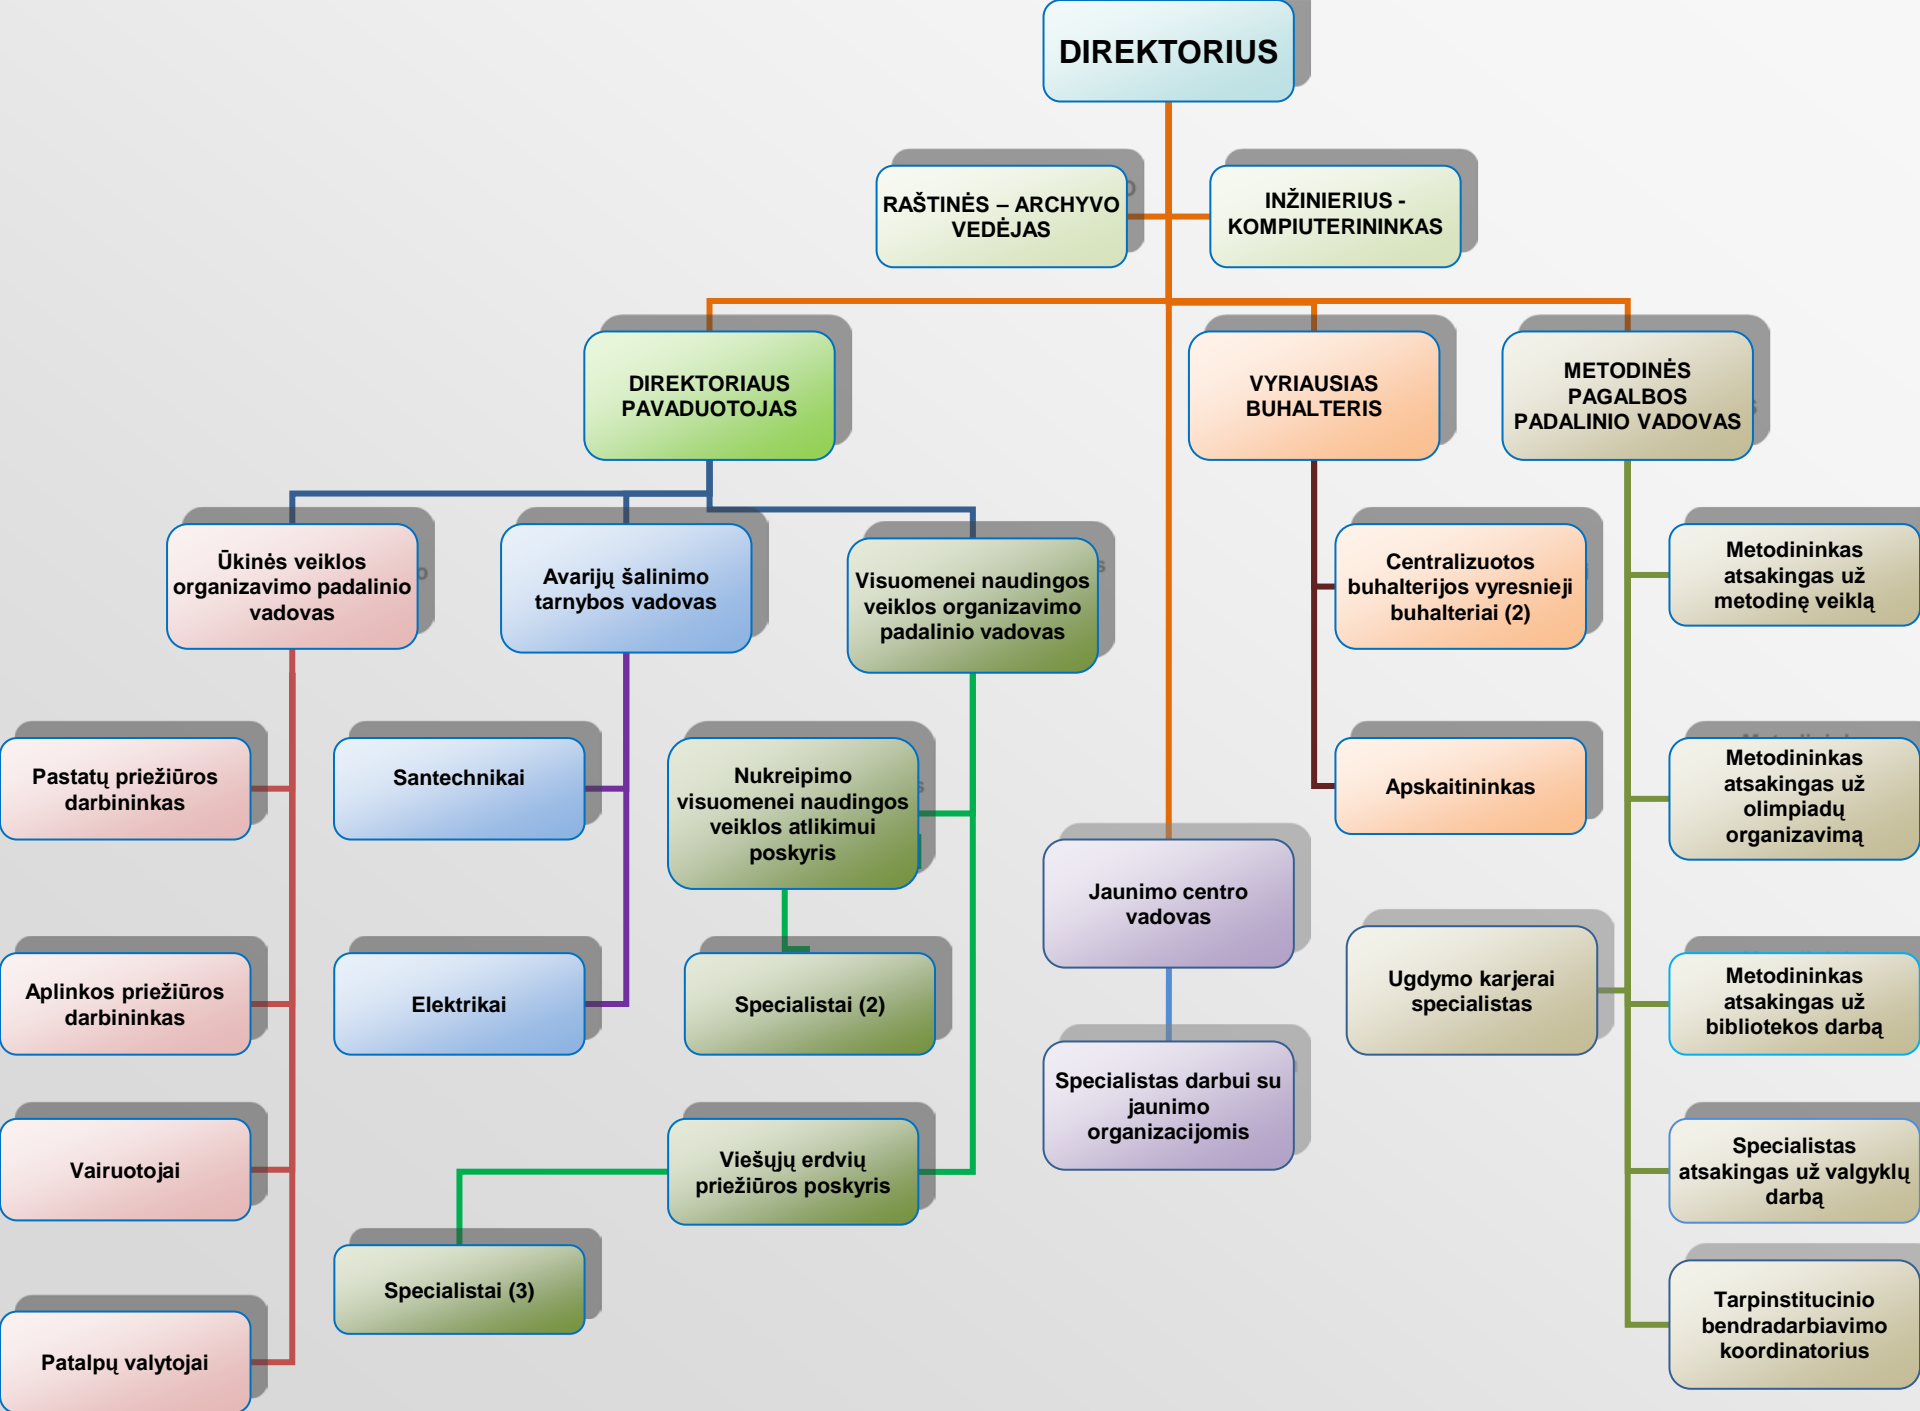 DIREKTORIUS
RAŠTINĖS – ARCHYVO
VEDĖJAS
INŽINIERIUS -
KOMPIUTERININKAS
DIREKTORIAUS
PAVADUOTOJAS
VYRIAUSIAS
BUHALTERIS
METODINĖS
PAGALBOS
PADALINIO VADOVAS
Ūkinės veiklos
organizavimo padalinio
vadovas
Avarijų šalinimo
tarnybos vadovas
Visuomenei naudingos
veiklos organizavimo
padalinio vadovas
Centralizuotos
buhalterijos vyresnieji
buhalteriai (2)
Metodininkas
atsakingas už
metodinę veiklą
Pastatų priežiūros
darbininkas
Santechnikai
Nukreipimo
visuomenei naudingos
veiklos atlikimui
poskyris
Apskaitininkas
Metodininkas
atsakingas už
olimpiadų
organizavimą
Jaunimo centro
vadovas
Aplinkos priežiūros
darbininkas
Elektrikai
Specialistai (2)
Ugdymo karjerai
specialistas
Metodininkas
atsakingas už
bibliotekos darbą
Specialistas darbui su
jaunimo
organizacijomis
Vairuotojai
Viešųjų erdvių
priežiūros poskyris
Specialistas
atsakingas už valgyklų
darbą
Specialistai (3)
Patalpų valytojai
Tarpinstitucinio
bendradarbiavimo
koordinatorius